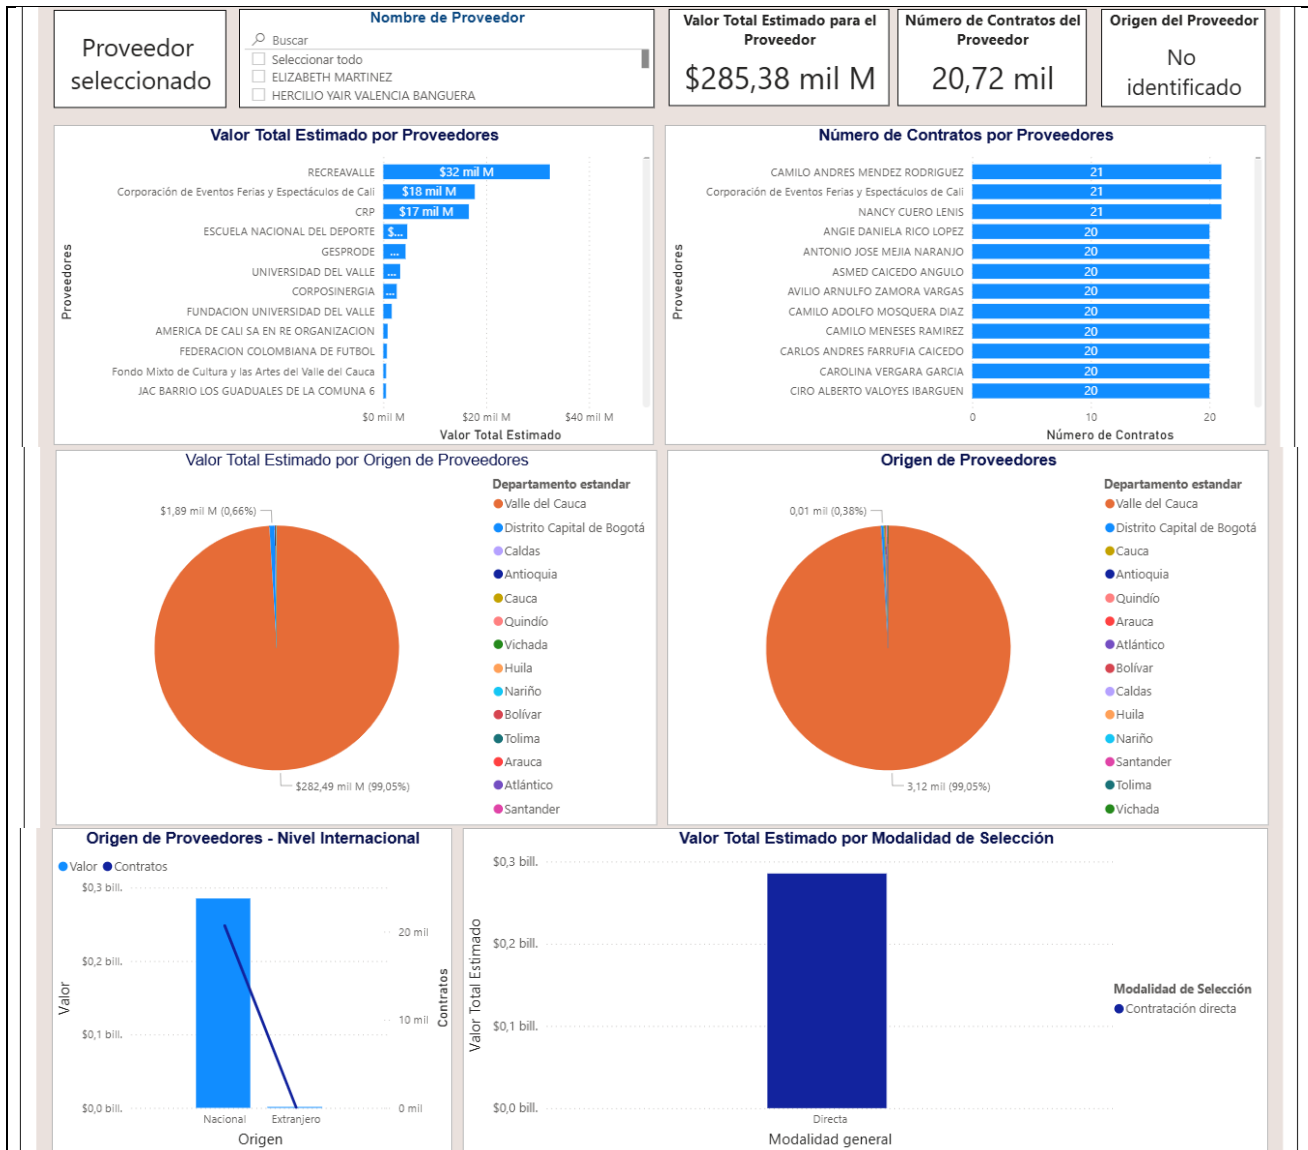 Proveedor
seleccionado
Nombre de Proveedor
Buscar
Seleccionar todo
ELIZABETH MARTINEZ
HERCILIO YAIR VALENCIA BANGUERA
Valor Total Estimado para el
Proveedor
$285,38 mil M
Número de Contratos del
Proveedor
20,72 mil
Origen del Proveedor
No
identificado
Valor Total Estimado por Proveedores
Proveedores
RECREAVALLE
$32 mil M
Corporación de Eventos Ferias y Espectáculos de Cali
$18 mil M
CRP
$17 mil M
ESCUELA NACIONAL DEL DEPORTE
$...
GESPRODE
...
UNIVERSIDAD DEL VALLE
...
CORPOSINERGIA
...
FUNDACION UNIVERSIDAD DEL VALLE
AMERICA DE CALI SA EN RE ORGANIZACION
FEDERACION COLOMBIANA DE FUTBOL
Fondo Mixto de Cultura y las Artes del Valle del Cauca
JAC BARRIO LOS GUADUALES DE LA COMUNA 6
$0 mil M
$20 mil M
$40 mil M
Valor Total Estimado
Número de Contratos por Proveedores
Proveedores
CAMILO ANDRES MENDEZ RODRIGUEZ
21
Corporación de Eventos Ferias y Espectáculos de Cali
21
NANCY CUERO LENIS
21
ANGIE DANIELA RICO LOPEZ
20
ANTONIO JOSE MEJIA NARANJO
20
ASMED CAICEDO ANGULO
20
AVILIO ARNULFO ZAMORA VARGAS
20
CAMILO ADOLFO MOSQUERA DIAZ
20
CAMILO MENESES RAMIREZ
20
CARLOS ANDRES FARRUFIA CAICEDO
20
CAROLINA VERGARA GARCIA
20
CIRO ALBERTO VALOYES IBARGUEN
20
0
10
20
Número de Contratos
Valor Total Estimado por Origen de Proveedores
$1,89 mil M (0,66%)
$282,49 mil M (99,05%)
Departamento estandar
Valle del Cauca
Distrito Capital de Bogotá
Caldas
Antioquia
Cauca
Quindío
Vichada
Huila
Nariño
Bolívar
Tolima
Arauca
Atlántico
Santander
Origen de Proveedores
0,01 mil (0,38%)
3,12 mil (99,05%)
Departamento estandar
Valle del Cauca
Distrito Capital de Bogotá
Cauca
Antioquia
Quindío
Arauca
Atlántico
Bolívar
Caldas
Huila
Nariño
Santander
Tolima
Vichada
Origen de Proveedores - Nivel Internacional
Valor
Contratos
$0,3 bill.
$0,2 bill.
$0,1 bill.
$0,0 bill.
Valor
20 mil
10 mil
0 mil
Contratos
Nacional
Extranjero
Origen
Valor Total Estimado por Modalidad de Selección
Valor Total Estimado
$0,3 bill.
$0,2 bill.
$0,1 bill.
$0,0 bill.
Directa
Modalidad general
Modalidad de Selección
Contratación directa